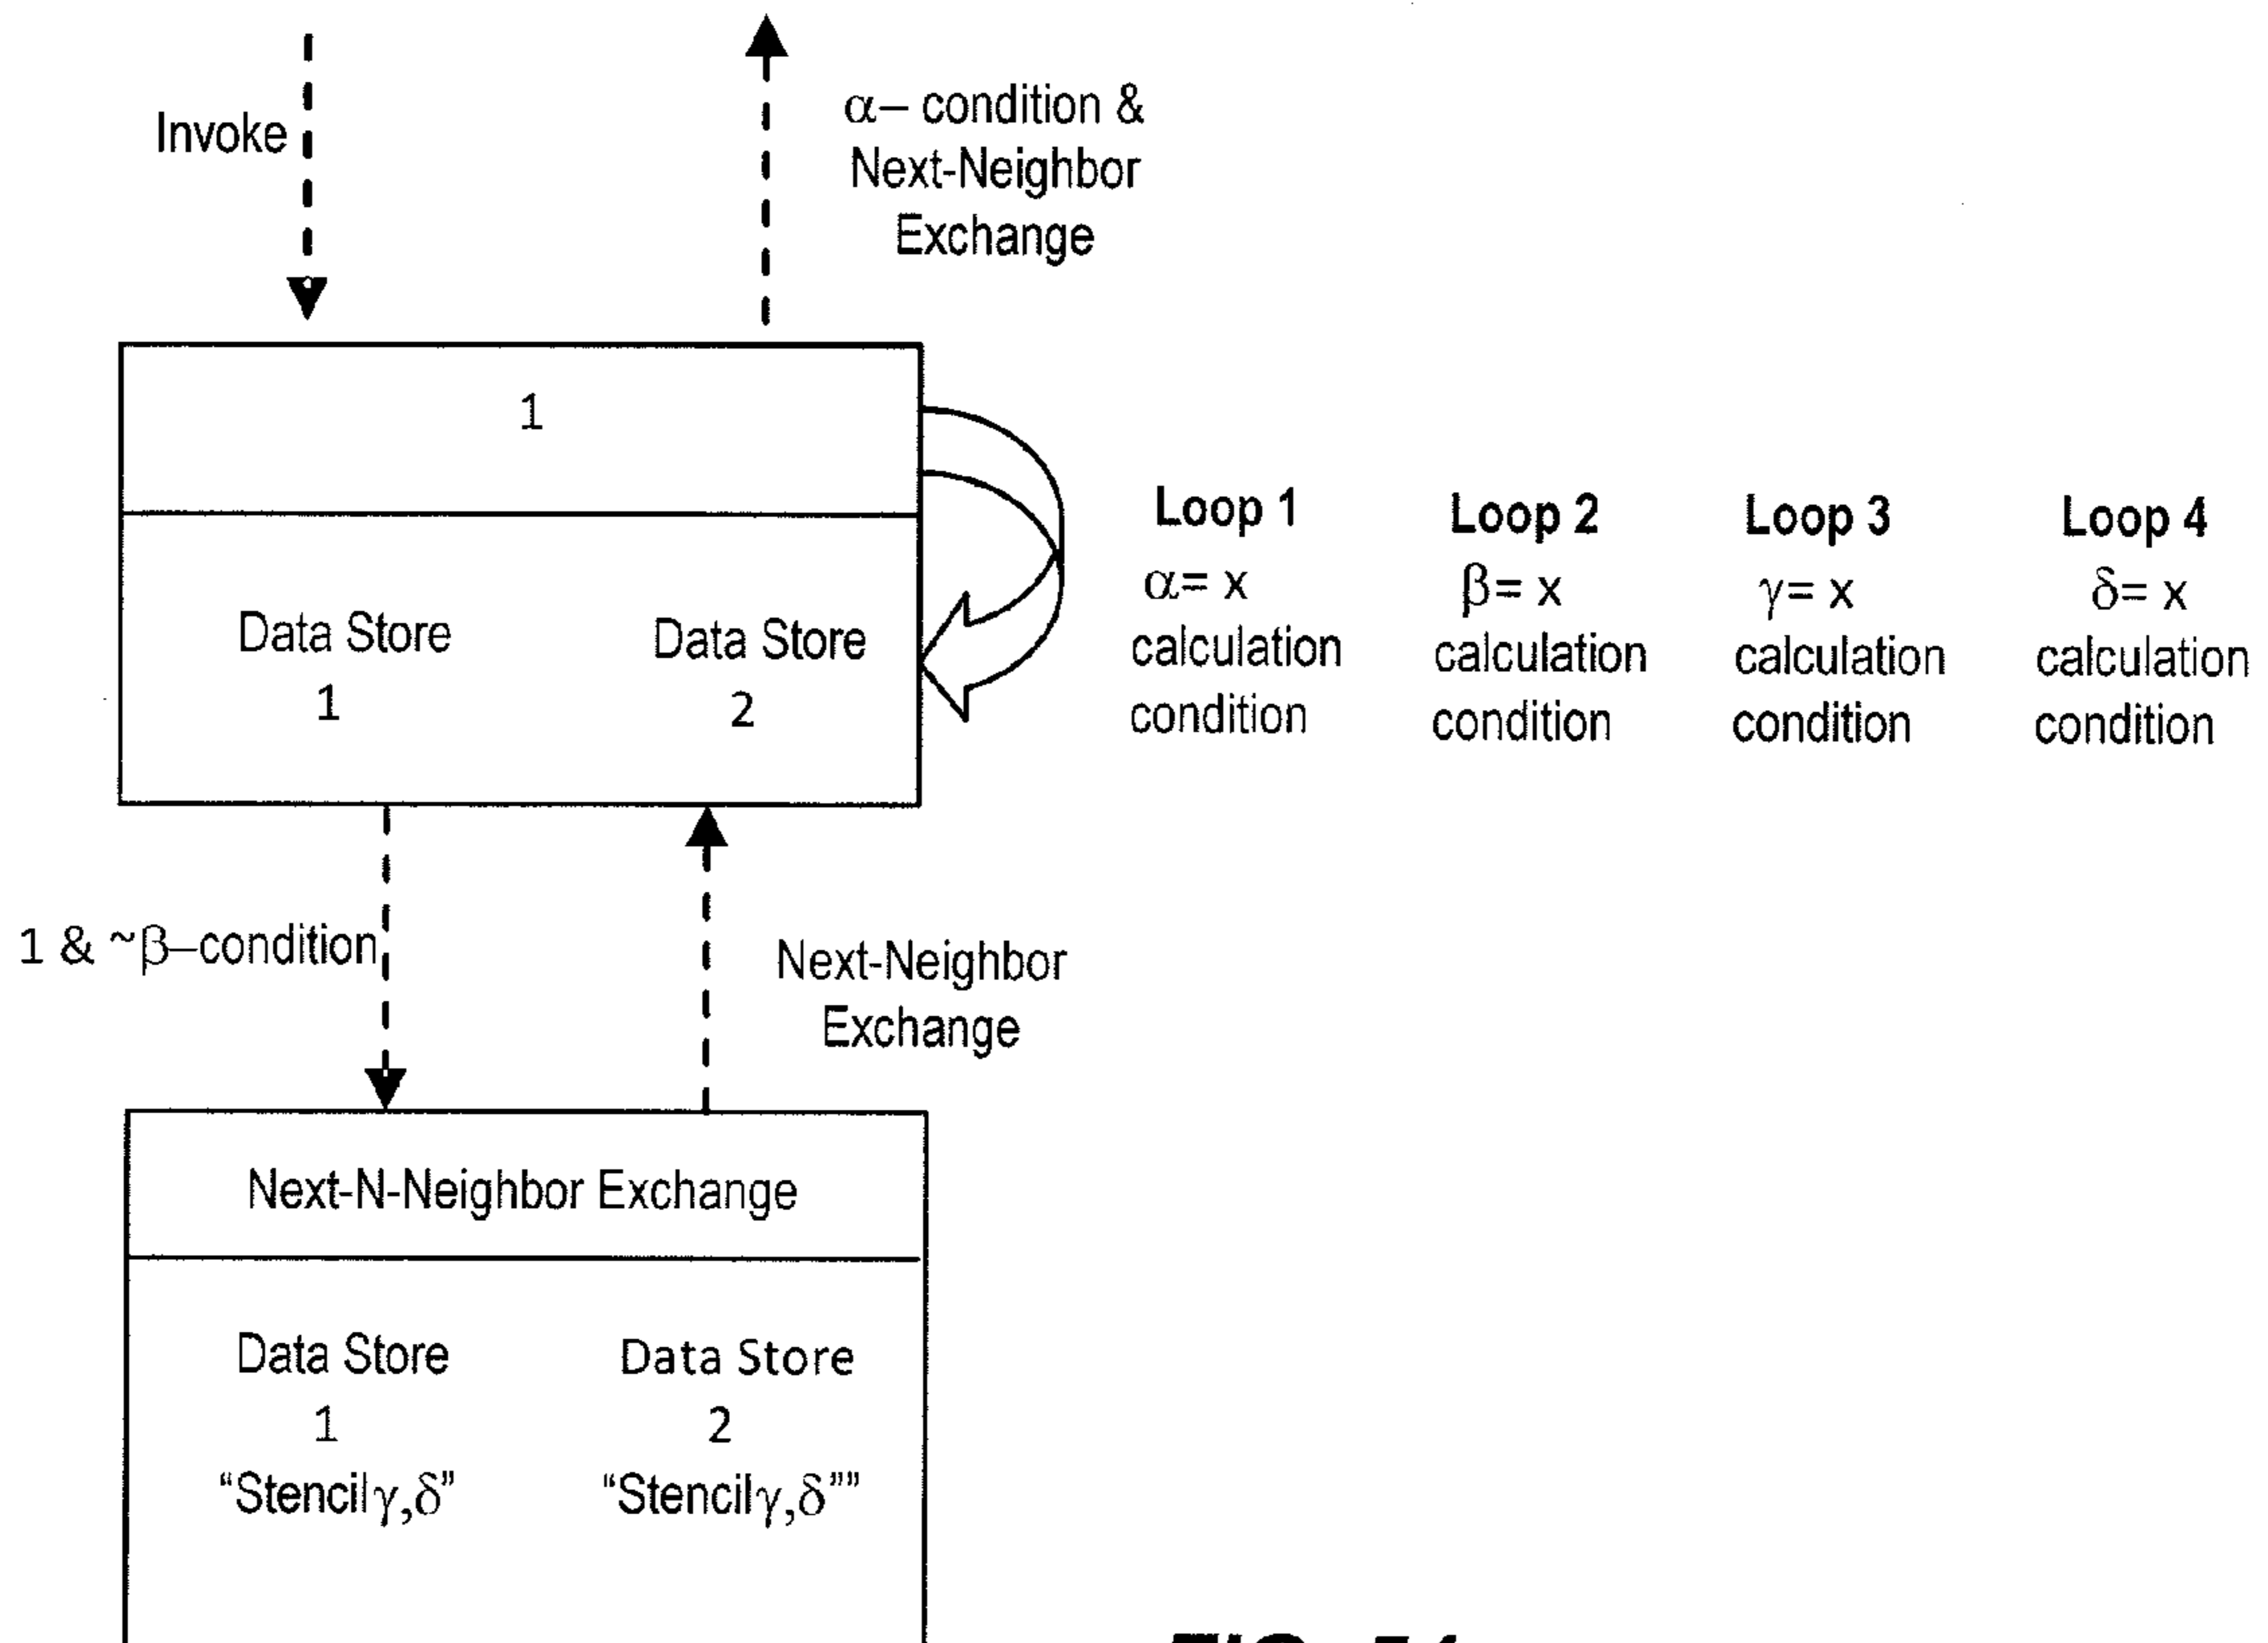 Invoke
α– condition &
Next-Neighbor
Exchange
1
Data Store
1
Data Store
2
Loop 1
α= x
calculation
condition
Loop 2
β= x
calculation
condition
Loop 3
γ= x
calculation
condition
Loop 4
δ= x
calculation
condition
1 & ~β–condition
Next-Neighbor
Exchange
Next-N-Neighbor Exchange
Data Store
1
“Stencil γ,δ”
Data Store
2
“Stencil γ,δ””